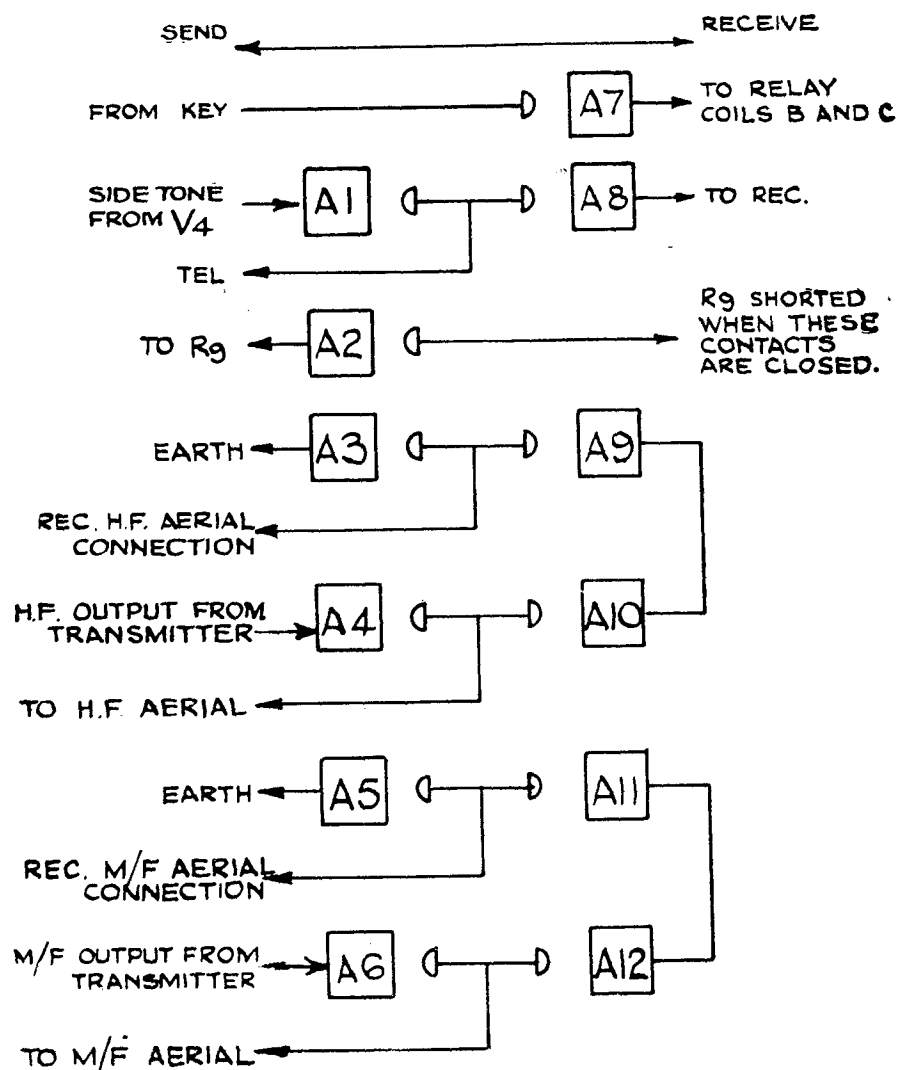 SEND
RECEIVE
FROM KEY
A7
TO RELAY
COILS B AND C
SIDE TONE
FROM V4
A1
A8
TO REC.
TEL
TO R9
A2
R9 SHORTED
WHEN THESE
CONTACTS
ARE CLOSED.
EARTH
A3
A9
REC. H.F. AERIAL
CONNECTION
H.F. OUTPUT FROM
TRANSMITTER
A4
A10
TO H.F. AERIAL
EARTH
A5
A11
REC. M/F AERIAL
CONNECTION
M/F OUTPUT FROM
TRANSMITTER
A6
A12
TO M/F AERIAL